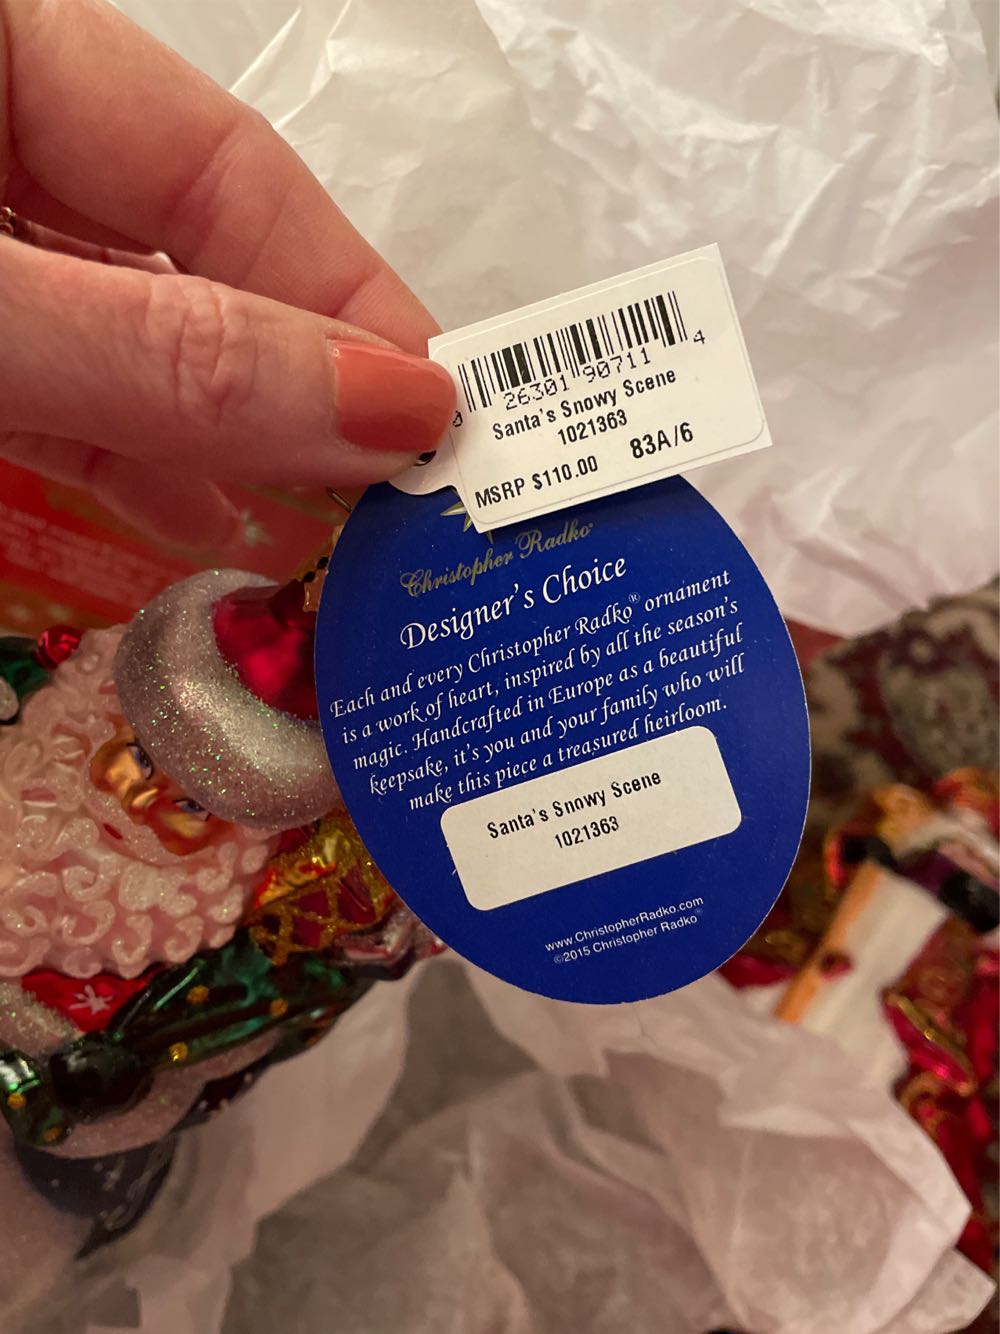 0 26301 90711 4
Santa's Snowy Scene
1021363
MSRP $110.00 83A/6
Christopher Radko®
Designer's Choice
Each and every Christopher Radko® ornament
is a work of heart, inspired by all the season's
magic. Handcrafted in Europe as a beautiful
keepsake, it's you and your family who will
make this piece a treasured heirloom.
Santa's Snowy Scene
1021363
www.ChristopherRadko.com
©2015 Christopher Radko®